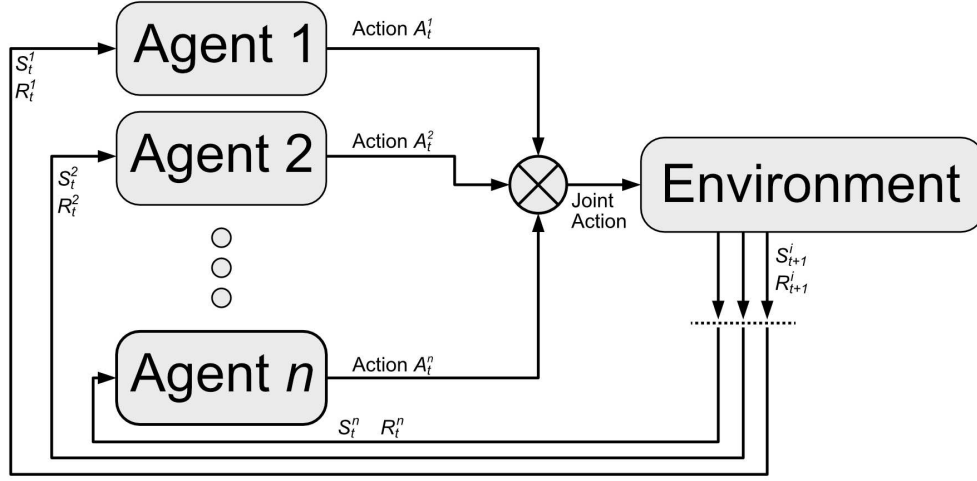 Agent 1
Action A_t^1
S_t^1
R_t^1
Agent 2
Action A_t^2
S_t^2
R_t^2
Joint
Action
Environment
S_{t+1}^i
R_{t+1}^i
Agent n
Action A_t^n
S_t^n R_t^n